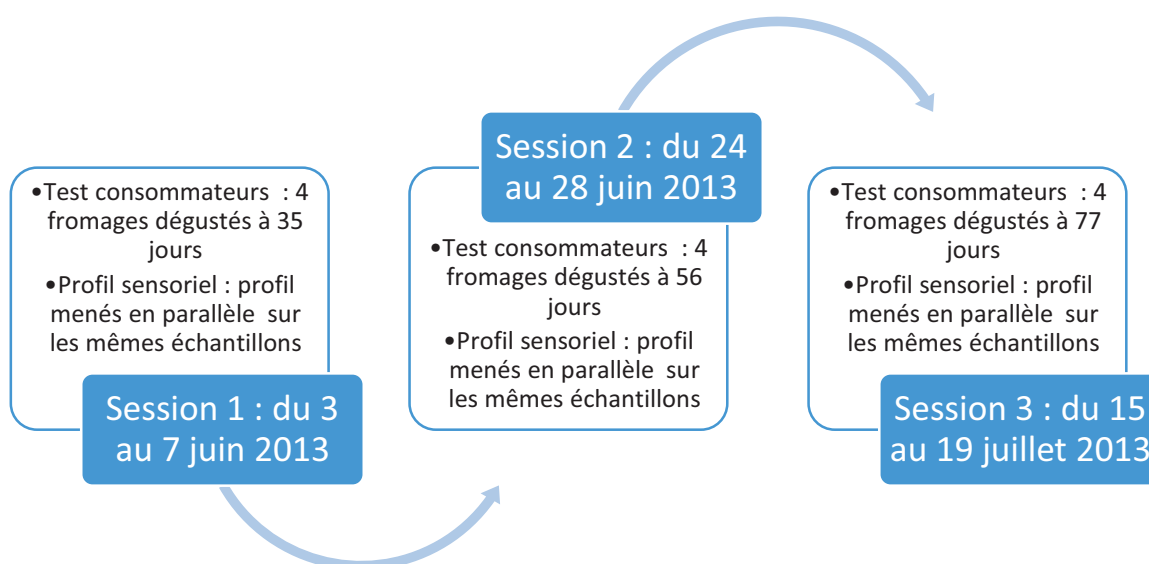 •Test consommateurs : 4
fromages dégustés à 35
jours
•Profil sensoriel : profil
menés en parallèle sur
les mêmes échantillons
Session 1 : du 3
au 7 juin 2013
Session 2 : du 24
au 28 juin 2013
•Test consommateurs : 4
fromages dégustés à 56
jours
•Profil sensoriel : profil
menés en parallèle sur
les mêmes échantillons
•Test consommateurs : 4
fromages dégustés à 77
jours
•Profil sensoriel : profil
menés en parallèle sur
les mêmes échantillons
Session 3 : du 15
au 19 juillet 2013